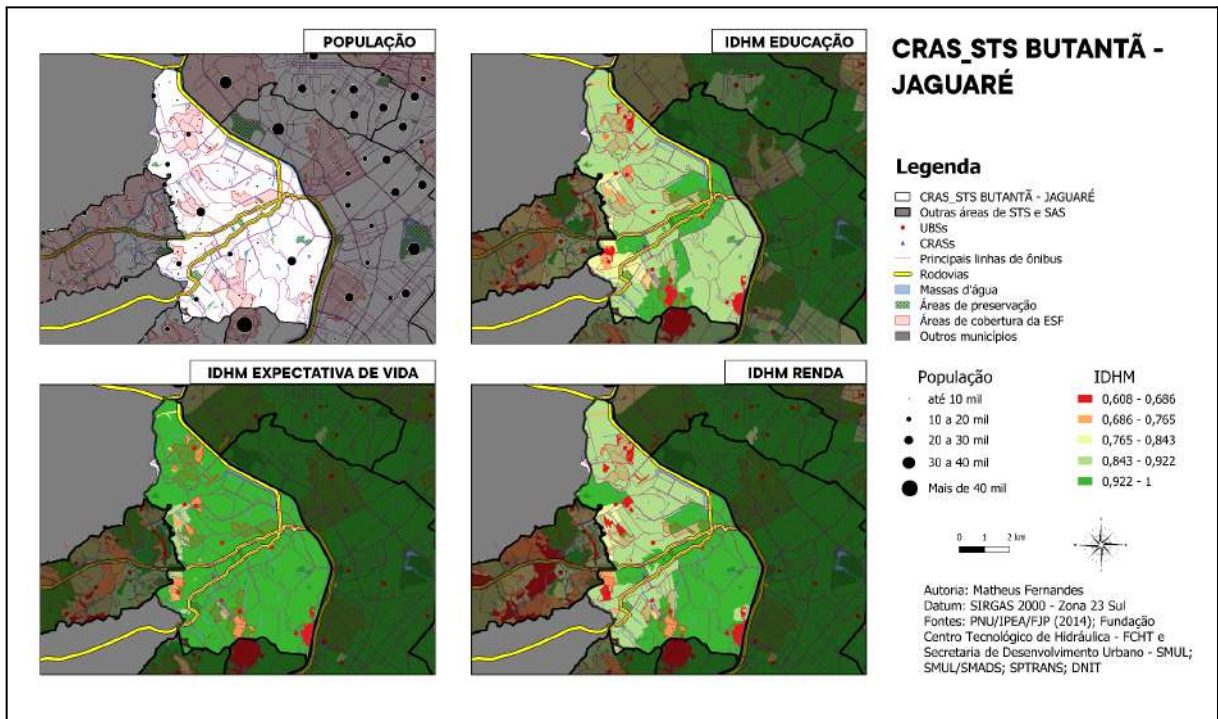 POPULAÇÃO
IDHM EDUCAÇÃO
IDHM EXPECTATIVA DE VIDA
IDHM RENDA
CRAS_STS BUTANTÃ -
JAGUARÉ
Legenda
CRAS_STS BUTANTÃ - JAGUARÉ
Outras áreas de STS e SAS
UBSs
CRASs
Principais linhas de ônibus
Rodovias
Massas d'água
Áreas de preservação
Áreas de cobertura da ESF
Outros municípios
População
até 10 mil
10 a 20 mil
20 a 30 mil
30 a 40 mil
Mais de 40 mil
IDHM
0,608 - 0,686
0,686 - 0,765
0,765 - 0,843
0,843 - 0,922
0,922 - 1
0 1 2 km
Autoria: Matheus Fernandes
Datum: SIRGAS 2000 - Zona 23 Sul
Fontes: PNU/IPEA/FJP (2014); Fundação
Centro Tecnológico de Hidráulica - FCHT e
Secretaria de Desenvolvimento Urbano - SMUL;
SMUL/SMADS; SPTRANS; DNIT